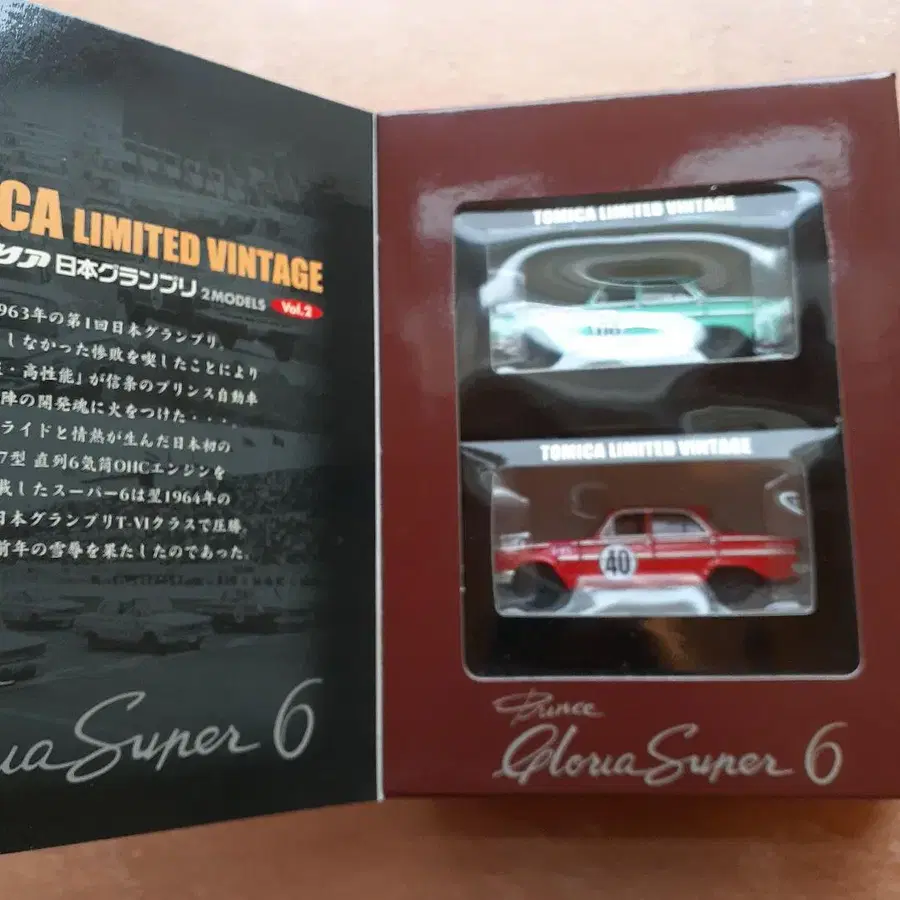 CA LIMITED VINTAGE
グア 日本グランプリ 2MODELS Vol.2
963年の第1回日本グランプリ。
しなかった惨敗を喫したことにより
・高性能」が信条のプリンス自動車
陣の開発魂に火をつけた・・・・。
ライドと情熱が生んだ日本初の
7型 直列6気筒OHCエンジンを
載したスーパー6は翌1964年の
日本グランプリT-VIクラスで圧勝。
前年の雪辱を果たしたのであった。
Super 6
TOMICA LIMITED VINTAGE
TOMICA LIMITED VINTAGE
40
Prince
Gloria Super 6